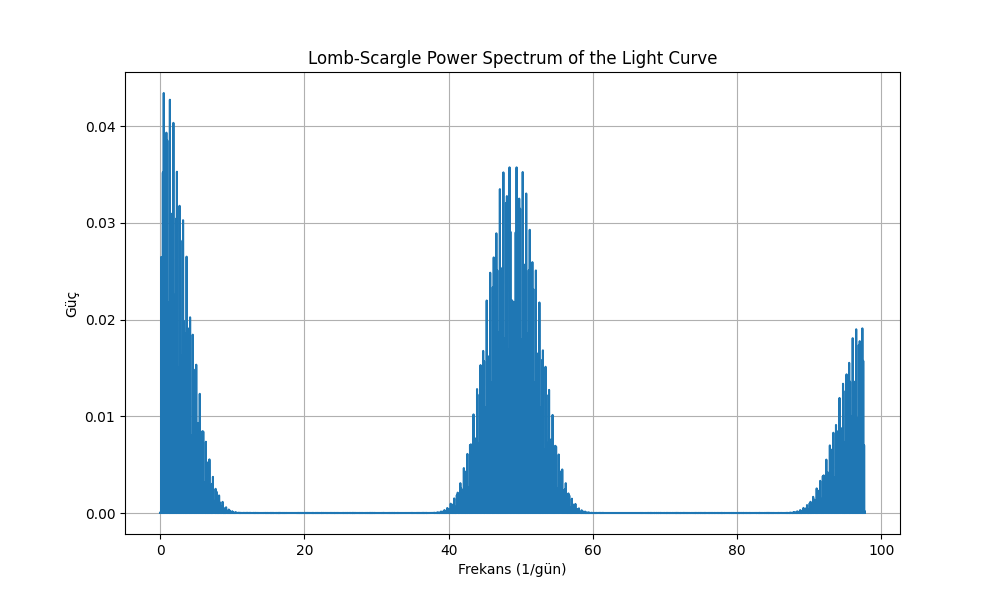 Lomb-Scargle Power Spectrum of the Light Curve
Güç
0.04
0.03
0.02
0.01
0.00
0 20 40 60 80 100
Frekans (1/gün)